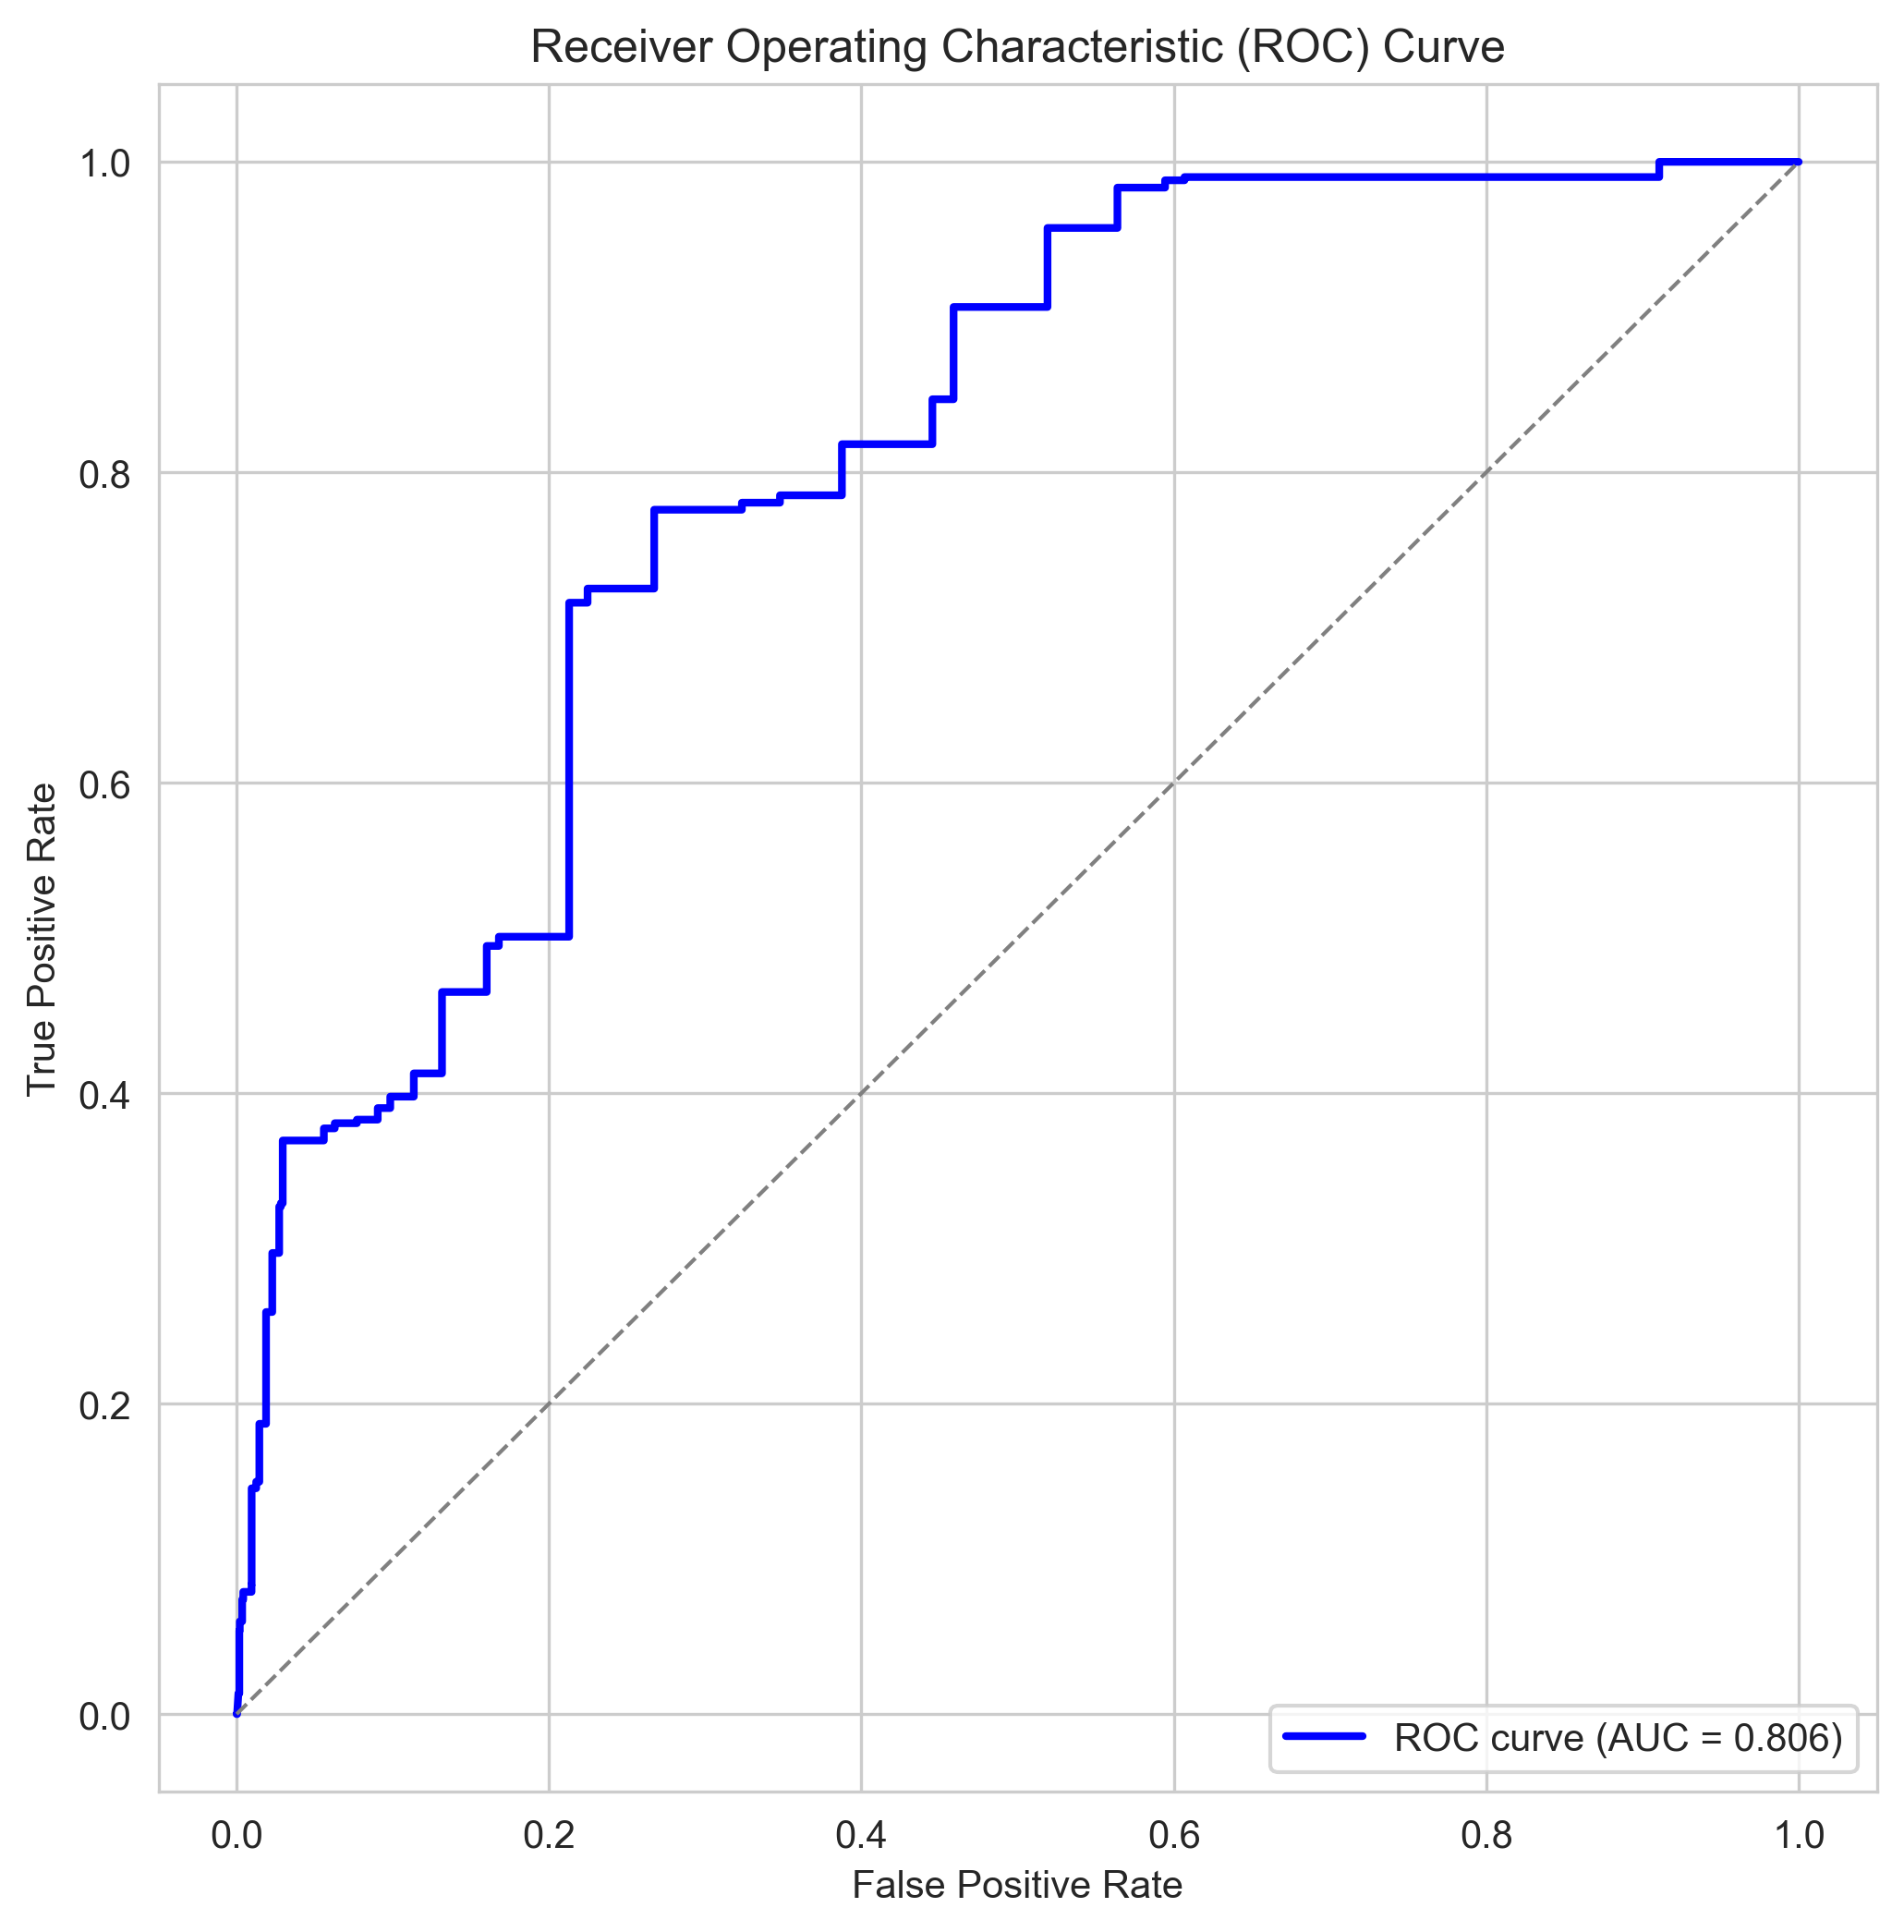 Receiver Operating Characteristic (ROC) Curve
1.0
0.8
0.6
0.4
0.2
0.0
True Positive Rate
ROC curve (AUC = 0.806)
0.0 0.2 0.4 0.6 0.8 1.0
False Positive Rate